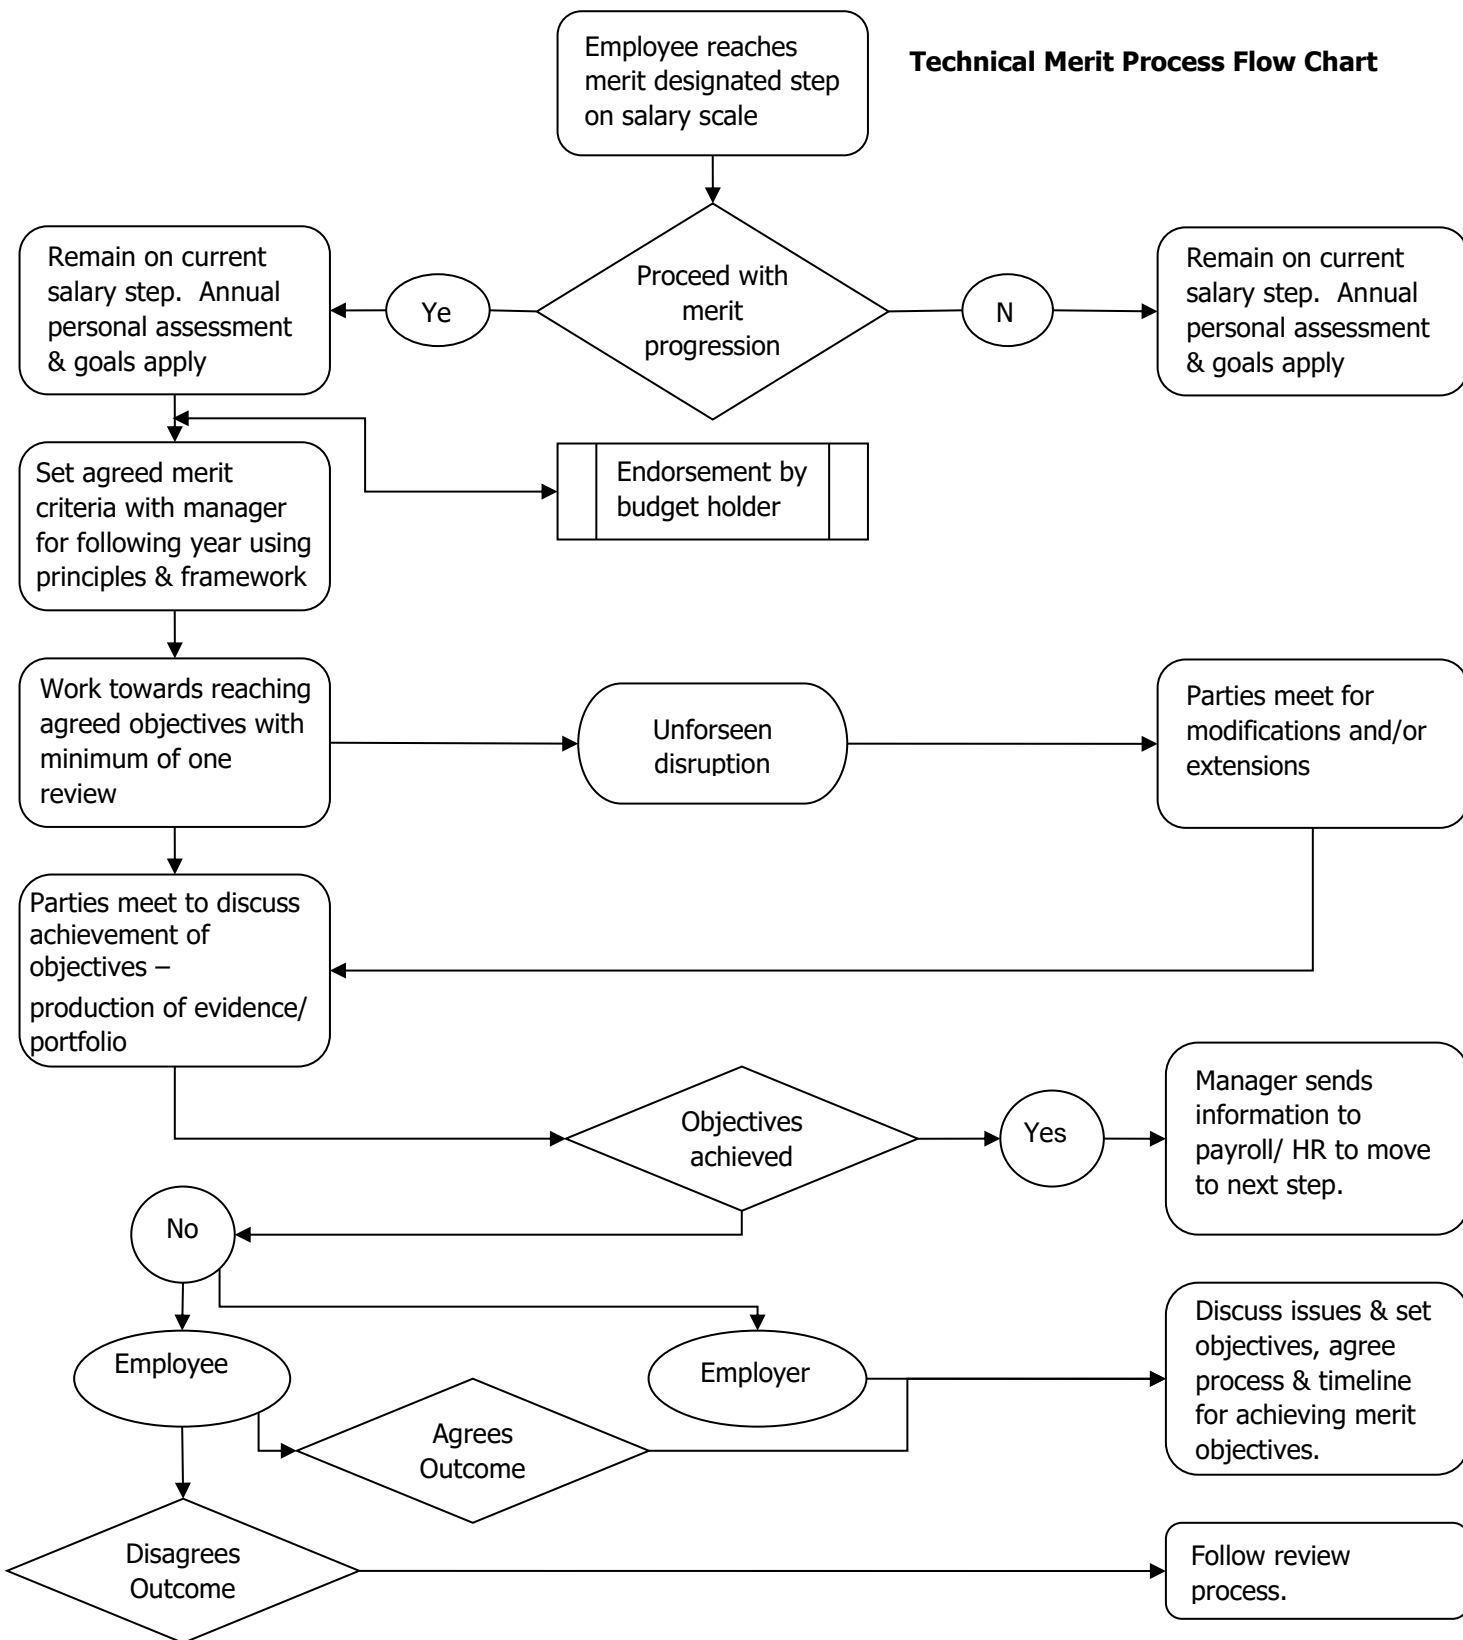 Employee reaches
merit designated step
on salary scale
Technical Merit Process Flow Chart
Remain on current
salary step.  Annual
personal assessment
& goals apply
Ye
Proceed with
merit
progression
N
Remain on current
salary step.  Annual
personal assessment
& goals apply
Set agreed merit
criteria with manager
for following year using
principles & framework
Endorsement by
budget holder
Work towards reaching
agreed objectives with
minimum of one
review
Unforseen
disruption
Parties meet for
modifications and/or
extensions
Parties meet to discuss
achievement of
objectives –
production of evidence/
portfolio
Objectives
achieved
Yes
Manager sends
information to
payroll/ HR to move
to next step.
No
Employee
Employer
Discuss issues & set
objectives, agree
process & timeline
for achieving merit
objectives.
Agrees
Outcome
Disagrees
Outcome
Follow review
process.